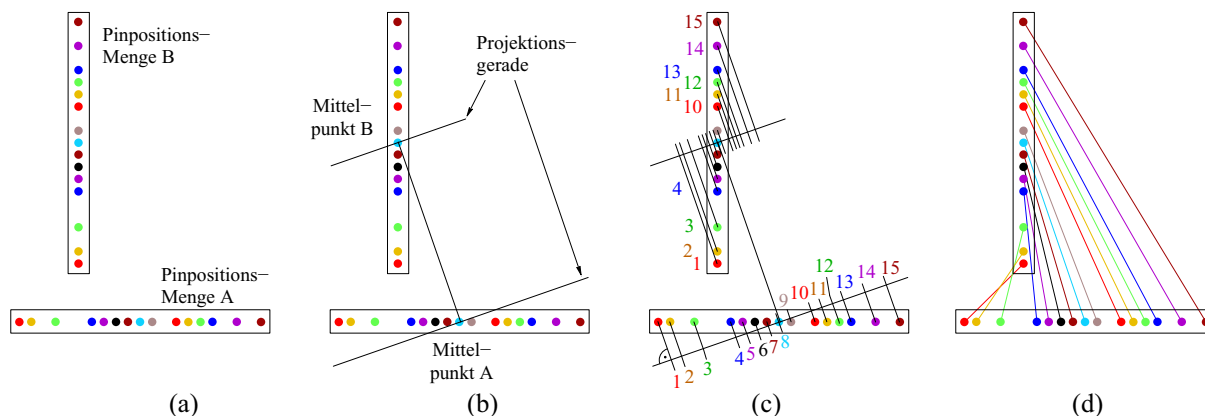 Pinpositions−
Menge B
Pinpositions−
Menge A
(a)
Projektions−
gerade
Mittel−
punkt B
Mittel−
punkt A
(b)
15
14
13
12
11
10
4
3
2
1
12
15
14
13
11
10
9
8
7
6
5
4
3
2
1
(c)
(d)